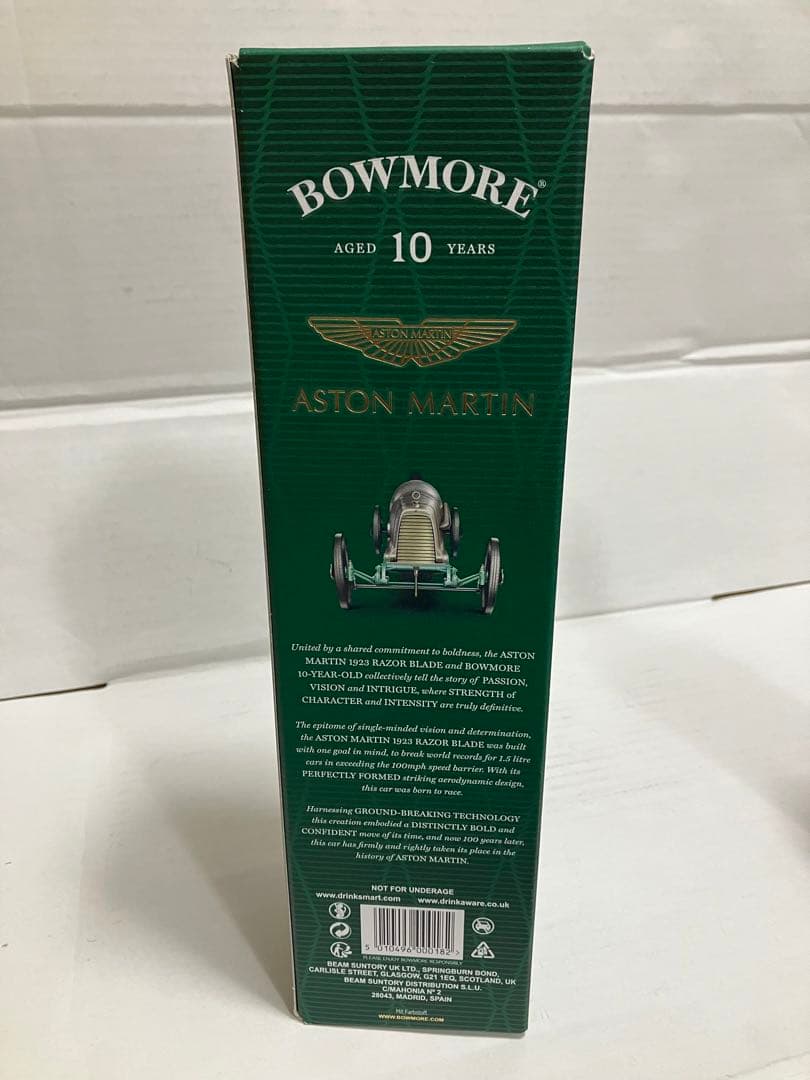 BOWMORE®
AGED 10 YEARS
ASTON MARTIN
ASTON MARTIN
United by a shared commitment to boldness, the ASTON
MARTIN 1923 RAZOR BLADE and BOWMORE
10-YEAR-OLD collectively tell the story of PASSION,
VISION and INTRIGUE, where STRENGTH of
CHARACTER and INTENSITY are truly definitive.
The epitome of single-minded vision and determination,
the ASTON MARTIN 1923 RAZOR BLADE was built
with one goal in mind, to break world records for 1.5 litre
cars in exceeding the 100mph speed barrier. With its
PERFECTLY FORMED striking aerodynamic design,
this car was born to race.
Harnessing GROUND-BREAKING TECHNOLOGY
this creation embodied a DISTINCTLY BOLD and
CONFIDENT move of its time, and now 100 years later,
this car has firmly and rightly taken its place in the
history of ASTON MARTIN.
NOT FOR UNDERAGE
www.drinksmart.com www.drinkaware.co.uk
5 010496 000182 >
PLEASE ENJOY BOWMORE RESPONSIBLY
BEAM SUNTORY UK LTD., SPRINGBURN BOND,
CARLISLE STREET, GLASGOW, G21 1EQ, SCOTLAND, UK
BEAM SUNTORY DISTRIBUTION S.L.U.
C/MAHONIA Nº 2
28043, MADRID, SPAIN
Mit Farbstoff.
WWW.BOWMORE.COM